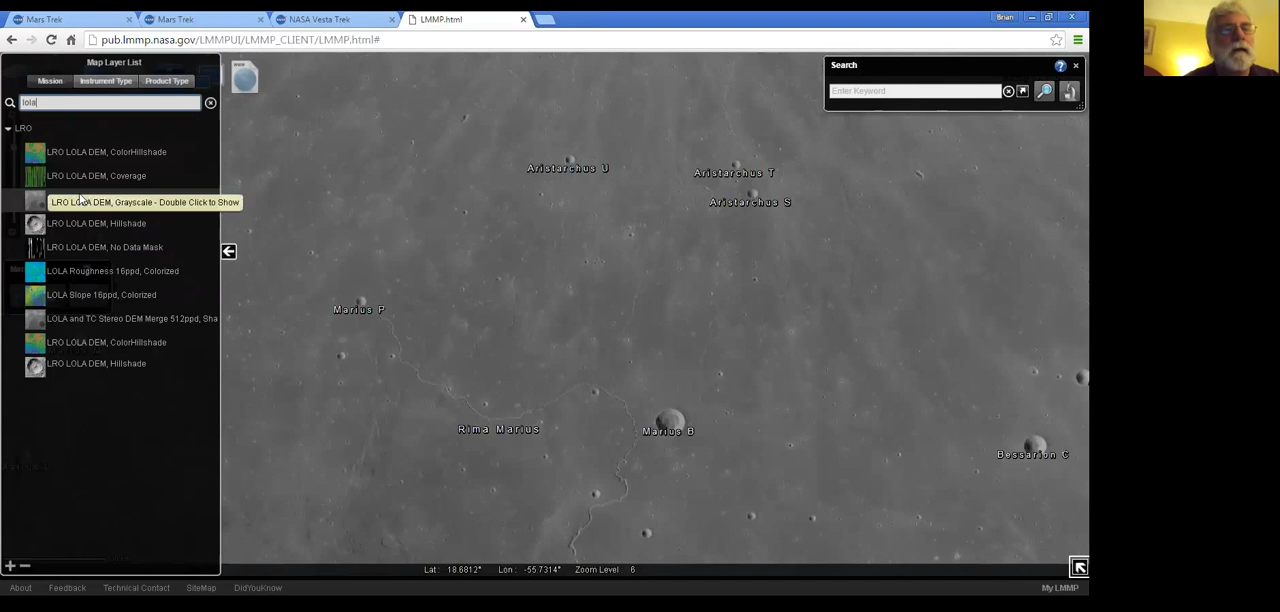 Mars Trek
Mars Trek
NASA Vesta Trek
LMMP.html
Brian
pub.lmmp.nasa.gov/LMMPUI/LMMP_CLIENT/LMMP.html#
Map Layer List
Mission
Instrument Type
Product Type
lola
LRO
LRO LOLA DEM, ColorHillshade
LRO LOLA DEM, Coverage
LRO LOLA DEM, Grayscale - Double Click to Show
LRO LOLA DEM, Hillshade
LRO LOLA DEM, No Data Mask
LOLA Roughness 16ppd, Colorized
LOLA Slope 16ppd, Colorized
LOLA and TC Stereo DEM Merge 512ppd, Sha
LRO LOLA DEM, ColorHillshade
LRO LOLA DEM, Hillshade
Search
Enter Keyword
Aristarchus U
Aristarchus T
Aristarchus S
Marius P
Rima Marius
Marius B
Bessarion C
Lat : 18.6812° Lon : -55.7314° Zoom Level 6
About
Feedback
Technical Contact
SiteMap
DidYouKnow
My LMMP